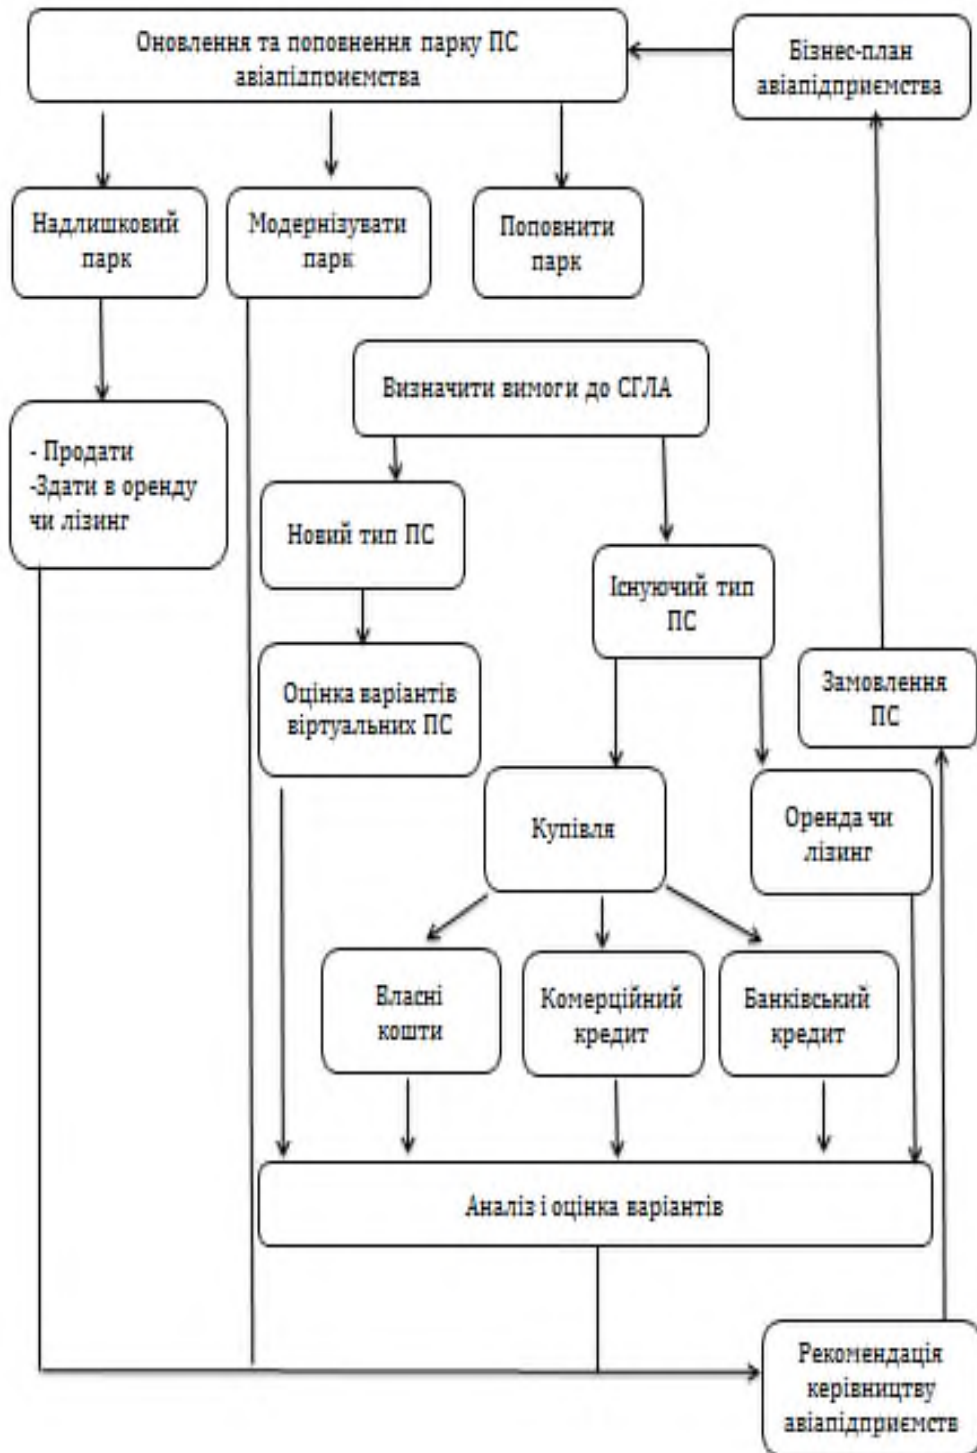 Оновлення та поповнення парку ПС
авіапідприємства
Бізнес-план
авіапідприємства
Надлишковий
парк
Модернізувати
парк
Поповнити
парк
Визначити вимоги до СГЛА
- Продати
-Здати в оренду
чи лізинг
Новий тип ПС
Існуючий тип
ПС
Оцінка варіантів
віртуальних ПС
Замовлення
ПС
Купівля
Оренда чи
лізинг
Власні
кошти
Комерційний
кредит
Банківський
кредит
Аналіз і оцінка варіантів
Рекомендація
керівництву
авіапідприємств